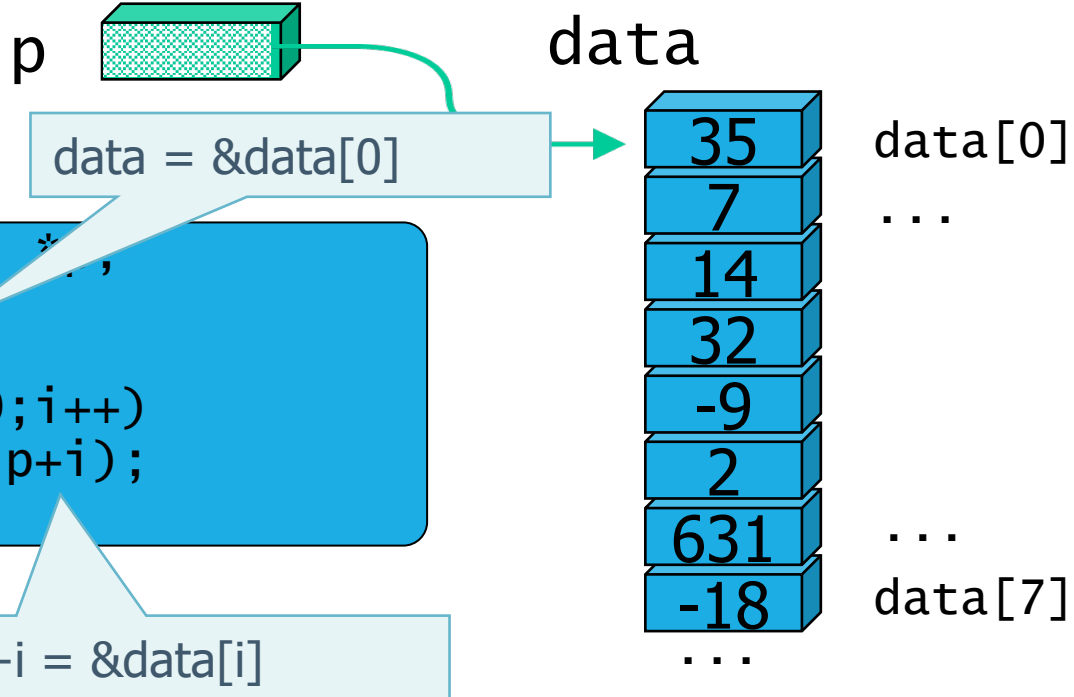 p
data
data = &data[0]
35
data[0]
7
...
14
32
-9
2
631
...
-18
data[7]
...
;i++)
p+i);
-i = &data[i]